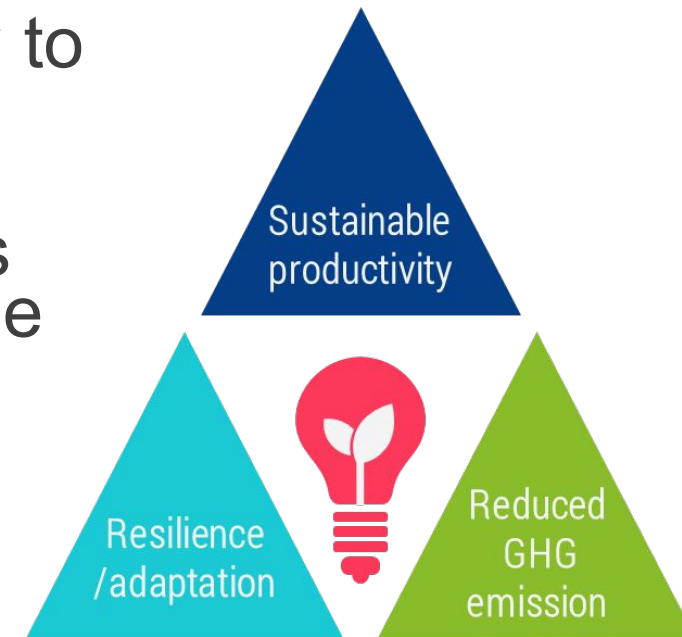 to
s
e
Sustainable
productivity
Resilience
/adaptation
Reduced
GHG
emission